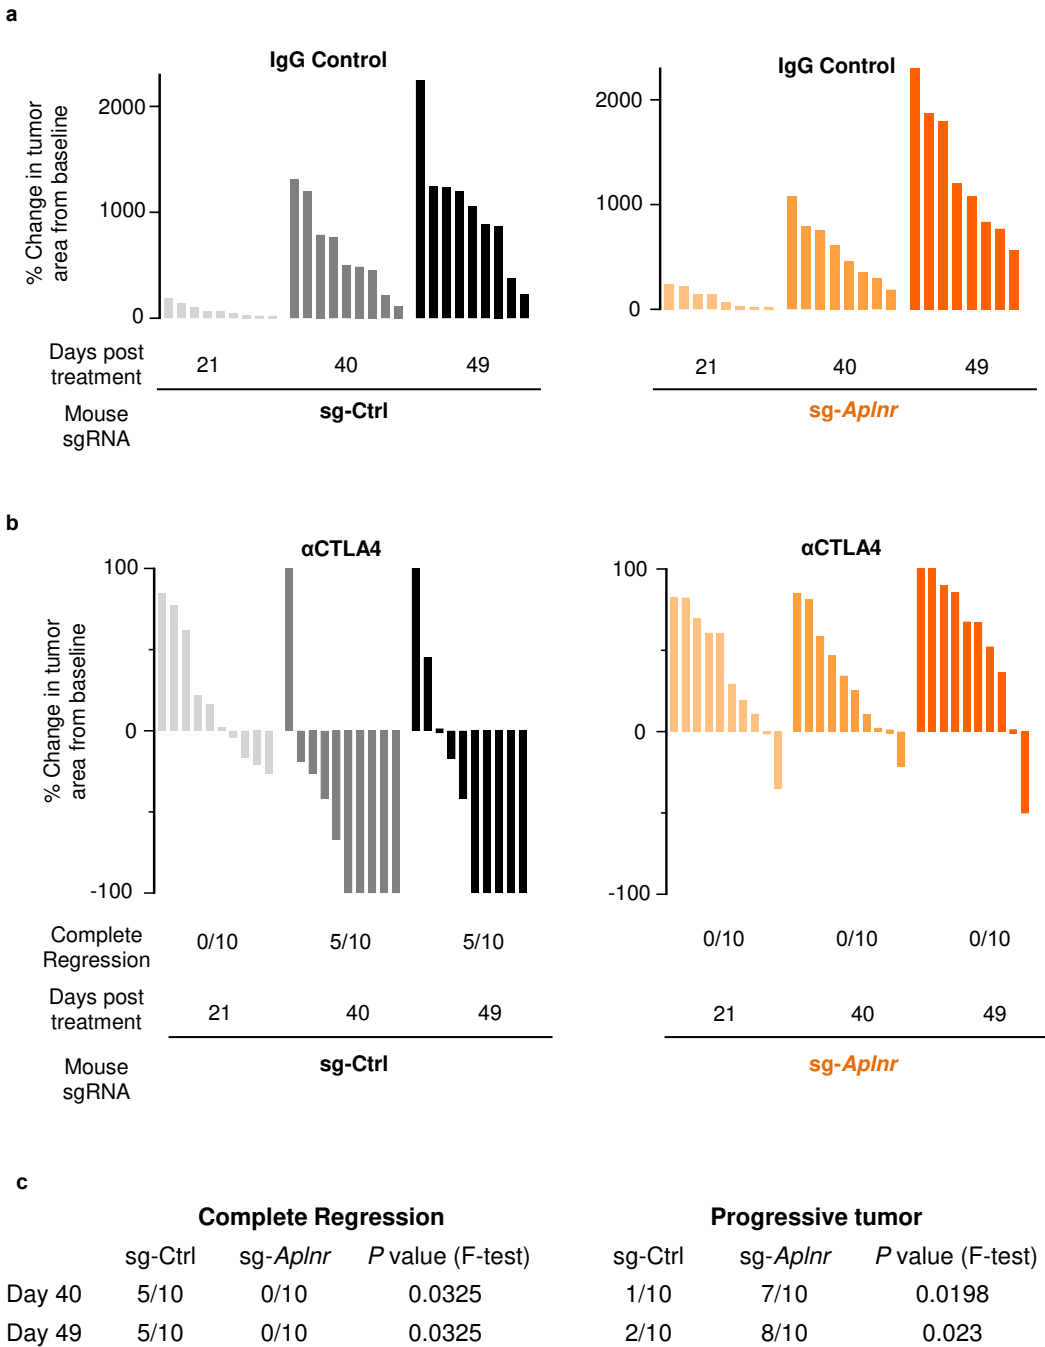 a
IgG Control
IgG Control
% Change in tumor
area from baseline
2000
1000
0
2000
1000
0
Days post
treatment
21
40
49
21
40
49
Mouse
sgRNA
sg-Ctrl
sg-Aplnr
b
αCTLA4
αCTLA4
% Change in tumor
area from baseline
100
0
-100
100
0
-100
Complete
Regression
0/10
5/10
5/10
0/10
0/10
0/10
Days post
treatment
21
40
49
21
40
49
Mouse
sgRNA
sg-Ctrl
sg-Aplnr
c
Complete Regression
Progressive tumor
sg-Ctrl sg-Aplnr P value (F-test) sg-Ctrl sg-Aplnr P value (F-test)
Day 40 5/10 0/10 0.0325 1/10 7/10 0.0198
Day 49 5/10 0/10 0.0325 2/10 8/10 0.023